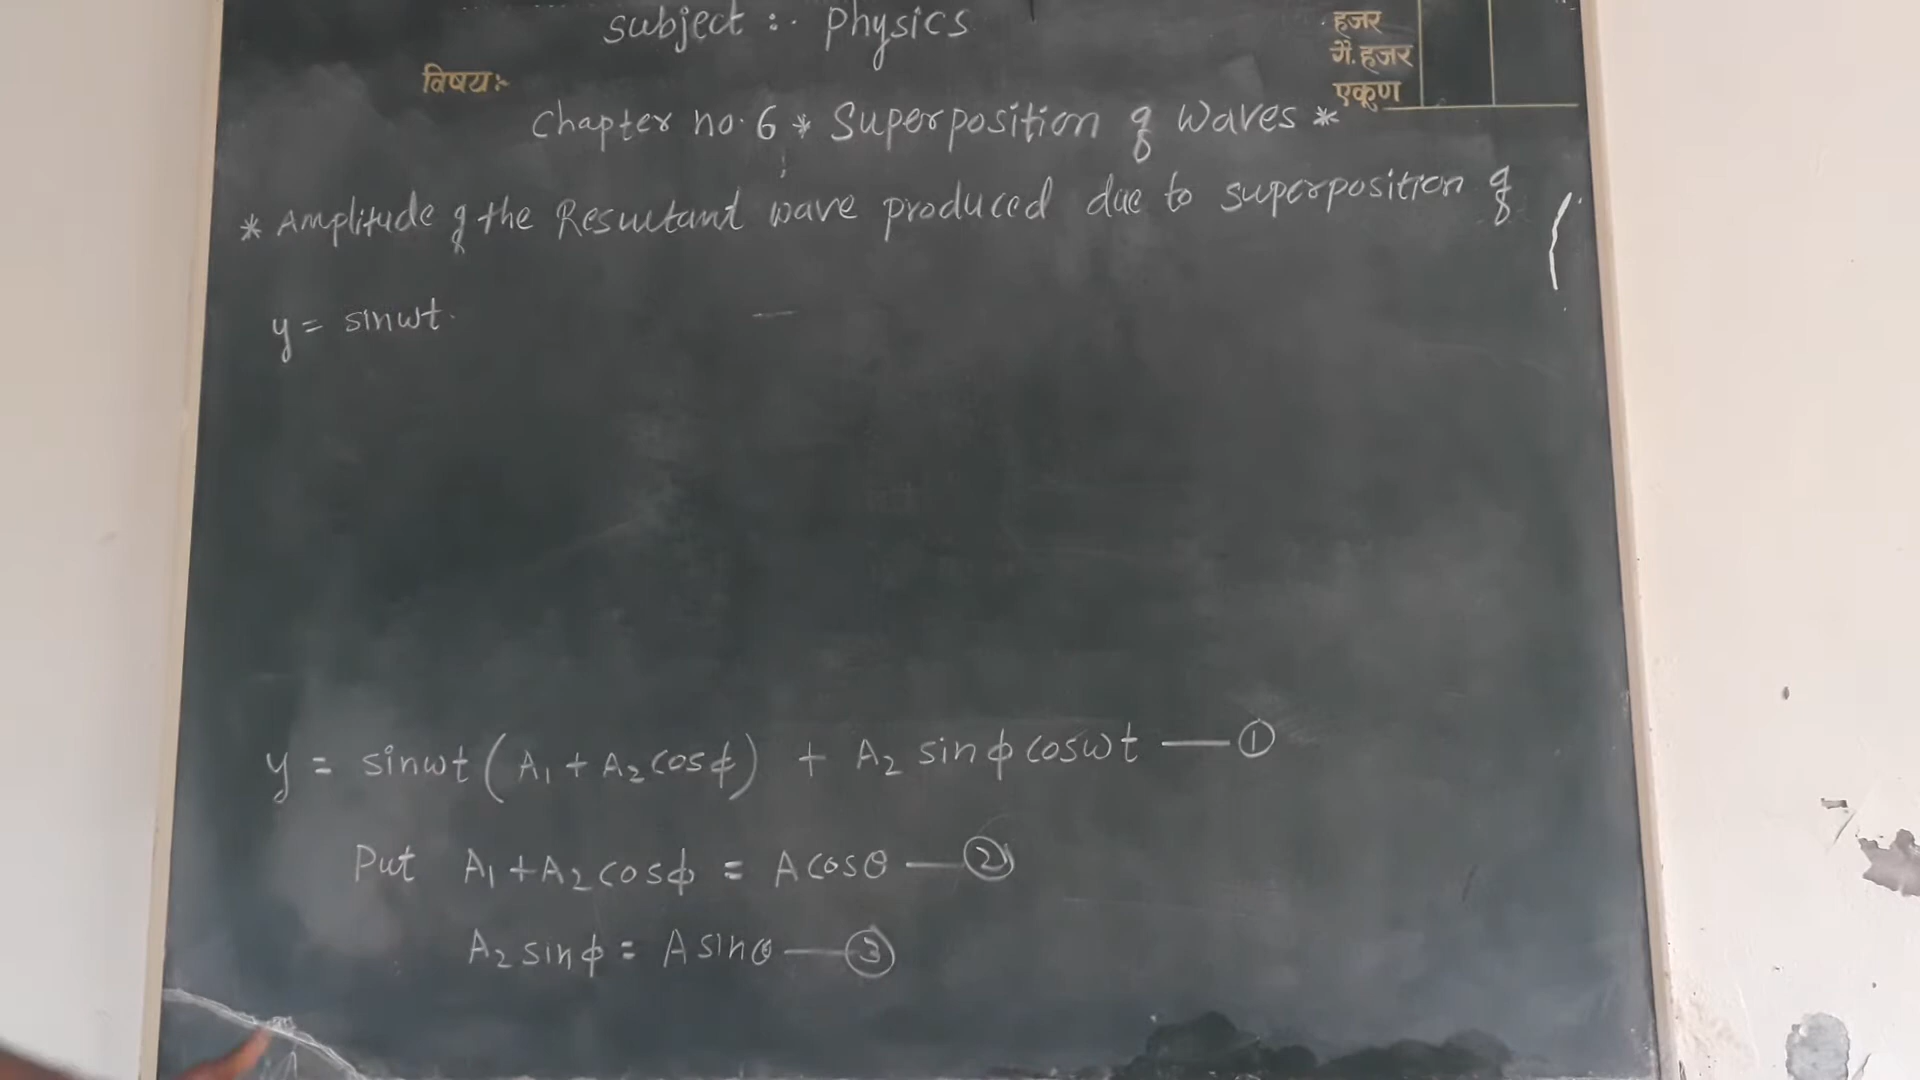 subject :- physics
हजर
गै. हजर
विषय:-
एकूण
Chapter no. 6 * Superposition of Waves *
* Amplitude of the Resultant wave produced due to superposition of
y = sinωt.
y = sinωt (A₁ + A₂ cosϕ) + A₂ sinϕ cosωt — ①
Put A₁ + A₂ cosϕ = A cosθ — ②
A₂ sinϕ = A sinθ — ③